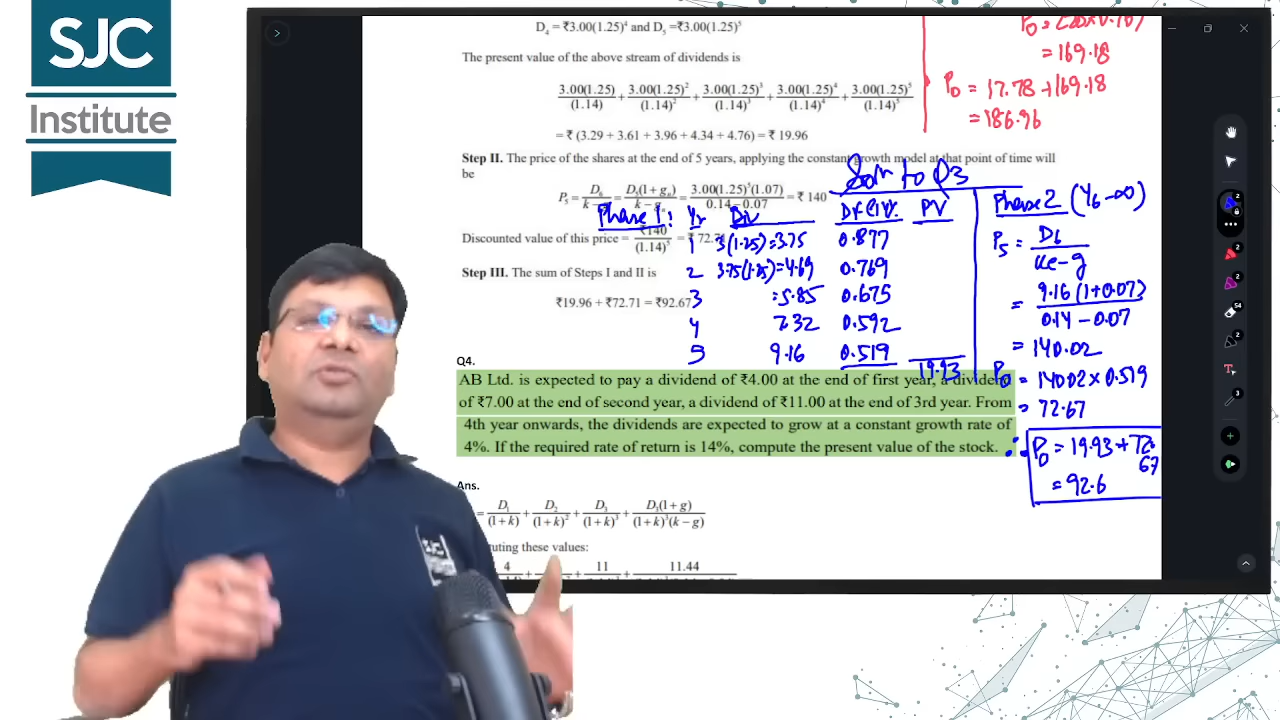 SJC
Institute
D₄ = ₹3.00(1.25)⁴ and D₅ =₹3.00(1.25)⁵
The present value of the above stream of dividends is
3.00(1.25)/(1.14) + 3.00(1.25)²/(1.14)² + 3.00(1.25)³/(1.14)³ + 3.00(1.25)⁴/(1.14)⁴ + 3.00(1.25)⁵/(1.14)⁵
= ₹ (3.29 + 3.61 + 3.96 + 4.34 + 4.76) = ₹ 19.96
Step II. The price of the shares at the end of 5 years, applying the constant growth model at that point of time will
be
P₅ = D₆/k−gₙ = D₅(1+gₙ)/k−gₙ = 3.00(1.25)⁵(1.07)/0.14−0.07 = ₹ 140
Discounted value of this price = ₹140/(1.14)⁵ = ₹ 72.7
Step III. The sum of Steps I and II is
₹19.96 + ₹72.71 = ₹92.67
= 169.18
P₀ = 17.78 + 169.18
= 186.96
Soln to Q3
Phase 1: Yr Div DF(14%) PV
1 3(1.25)=3.75 0.877
2 3.75(1.25)=4.69 0.769
3 =5.85 0.675
4 7.32 0.592
5 9.16 0.519
19.93
Phase 2 (Y6-∞)
P₅ = D6/Ke-g
= 9.16(1+0.07)/0.14-0.07
= 140.02
P₀ = 140.02 × 0.519
= 72.67
∴ P₀ = 19.93 + 72.67
= 92.6
Q4.
AB Ltd. is expected to pay a dividend of ₹4.00 at the end of first year, a dividend
of ₹7.00 at the end of second year, a dividend of ₹11.00 at the end of 3rd year. From
4th year onwards, the dividends are expected to grow at a constant growth rate of
4%. If the required rate of return is 14%, compute the present value of the stock.
Ans.
= D₁/(1+k) + D₂/(1+k)² + D₃/(1+k)³ + D₃(1+g)/(1+k)³(k−g)
uting these values:
4 + + 11 + 11.44
SJC